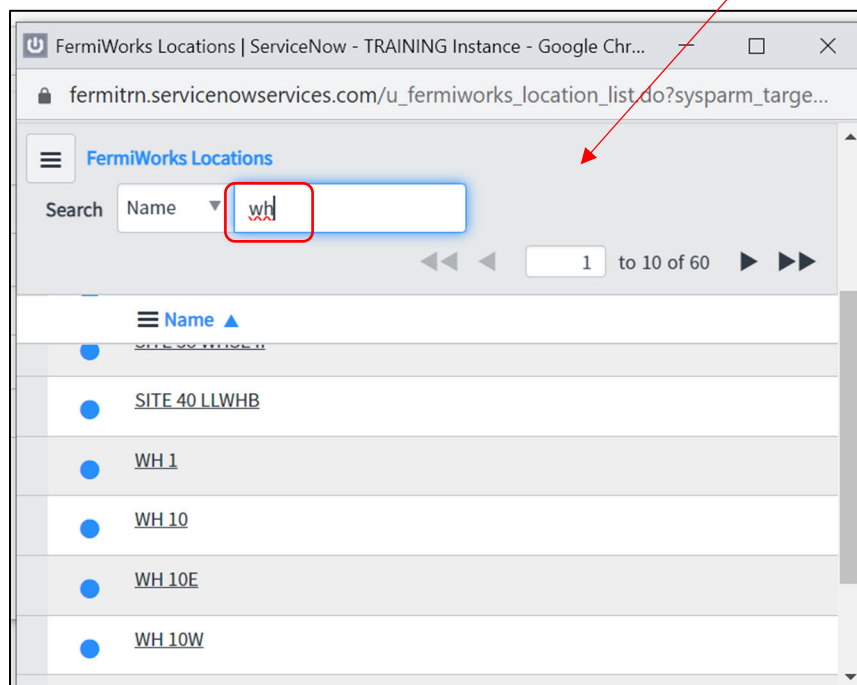 FermiWorks Locations | ServiceNow - TRAINING Instance - Google Chr...
fermitrn.servicenowservices.com/u_fermiworks_location_list.do?sysparm_targe...
FermiWorks Locations
Search Name wh
1 to 10 of 60
Name
SITE 40 LLWHB
WH 1
WH 10
WH 10E
WH 10W